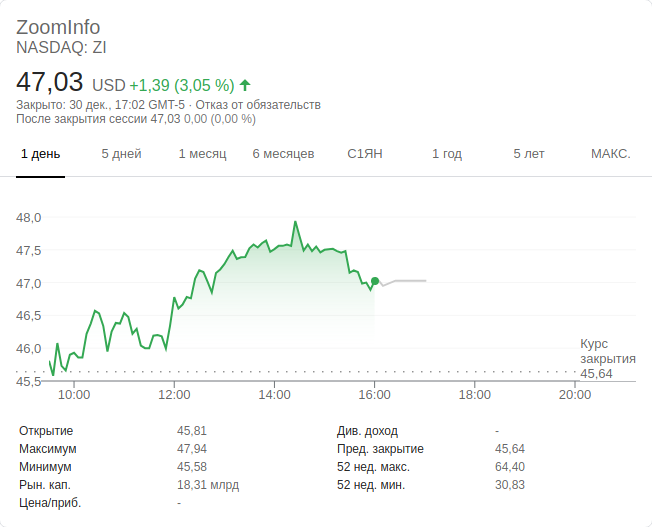 ZoomInfo
NASDAQ: ZI
47,03 USD +1,39 (3,05 %)
Закрыто: 30 дек., 17:02 GMT-5 · Отказ от обязательств
После закрытия сессии 47,03 0,00 (0,00 %)
1 день 5 дней 1 месяц 6 месяцев С1ЯН 1 год 5 лет МАКС.
48,0
47,5
47,0
46,5
46,0
45,5
Курс
закрытия
45,64
10:00 12:00 14:00 16:00 18:00 20:00
Открытие 45,81 Див. доход -
Максимум 47,94 Пред. закрытие 45,64
Минимум 45,58 52 нед. макс. 64,40
Рын. кап. 18,31 млрд 52 нед. мин. 30,83
Цена/приб. -